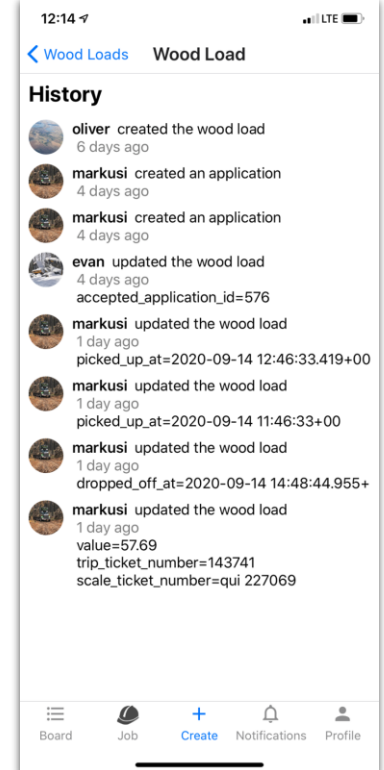 12:14
LTE
Wood Loads Wood Load
History
oliver created the wood load
6 days ago
markusi created an application
4 days ago
markusi created an application
4 days ago
evan updated the wood load
4 days ago
accepted_application_id=576
markusi updated the wood load
1 day ago
picked_up_at=2020-09-14 12:46:33.419+00
markusi updated the wood load
1 day ago
picked_up_at=2020-09-14 11:46:33+00
markusi updated the wood load
1 day ago
dropped_off_at=2020-09-14 14:48:44.955+
markusi updated the wood load
1 day ago
value=57.69
trip_ticket_number=143741
scale_ticket_number=qui 227069
Board Job Create Notifications Profile